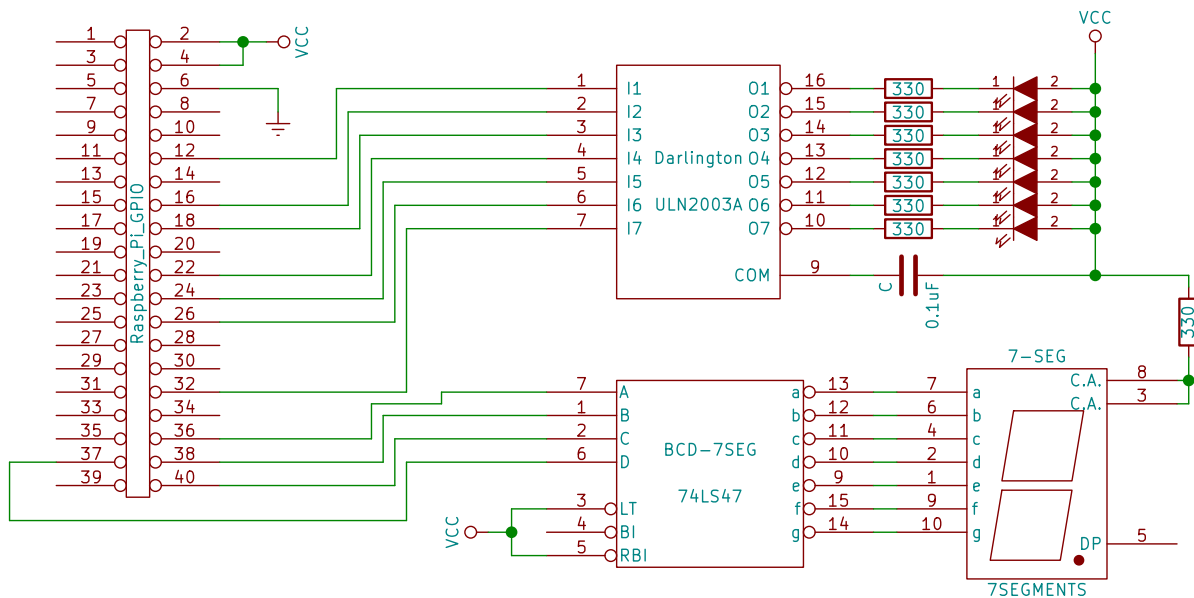 VCC
1 2
VCC
3 4
5 6
7 8
9 10
11 12
13 14
15 16
17 18
19 20
21 22
23 24
25 26
27 28
29 30
31 32
33 34
35 36
37 38
39 40
Raspberry_Pi_GPIO
1 I1 O1 16 330 1 2
2 I2 O2 15 330 1 2
3 I3 O3 14 330 1 2
4 I4 Darlington O4 13 330 1 2
5 I5 O5 12 330 1 2
6 I6 ULN2003A O6 11 330 1 2
7 I7 O7 10 330 1 2
COM 9
C
0.1uF
330
7-SEG
7 A a 13 7 a C.A. 8
1 B b 12 6 b C.A. 3
2 C c 11 4 c
6 D d 10 2 d
BCD-7SEG
74LS47
e 9 1 e
3 LT f 15 9 f
VCC
4 BI g 14 10 g
5 RBI
DP 5
7SEGMENTS